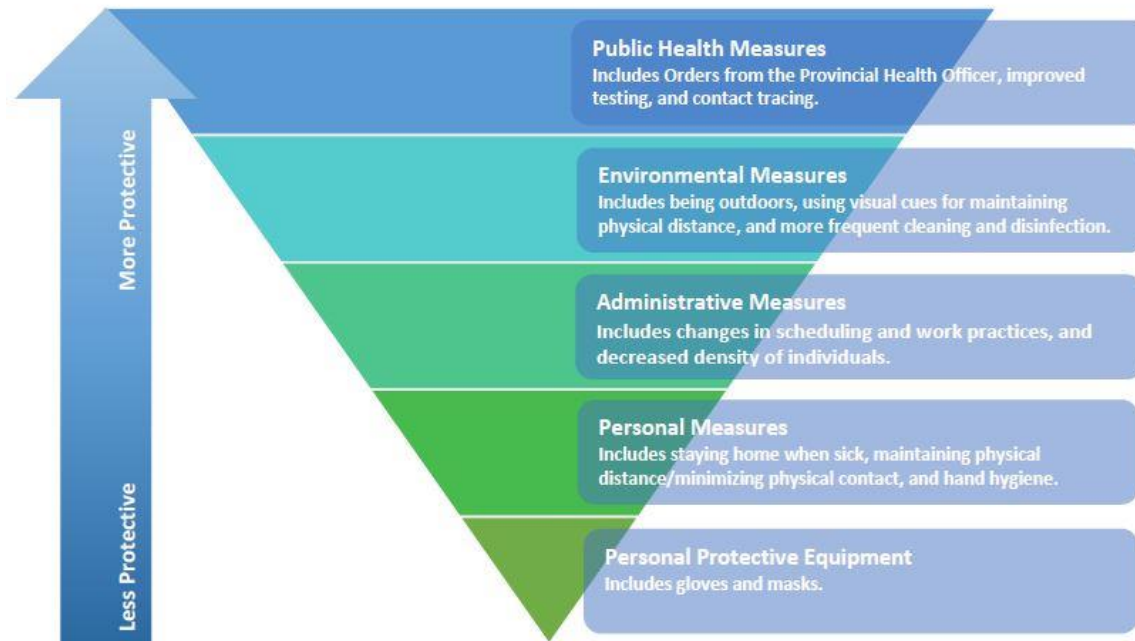 Public Health Measures
Includes Orders from the Provincial Health Officer, improved
testing, and contact tracing.
Environmental Measures
Includes being outdoors, using visual cues for maintaining
physical distance, and more frequent cleaning and disinfection.
Administrative Measures
Includes changes in scheduling and work practices, and
decreased density of individuals.
Personal Measures
Includes staying home when sick, maintaining physical
distance/minimizing physical contact, and hand hygiene.
Personal Protective Equipment
Includes gloves and masks.
More Protective
Less Protective